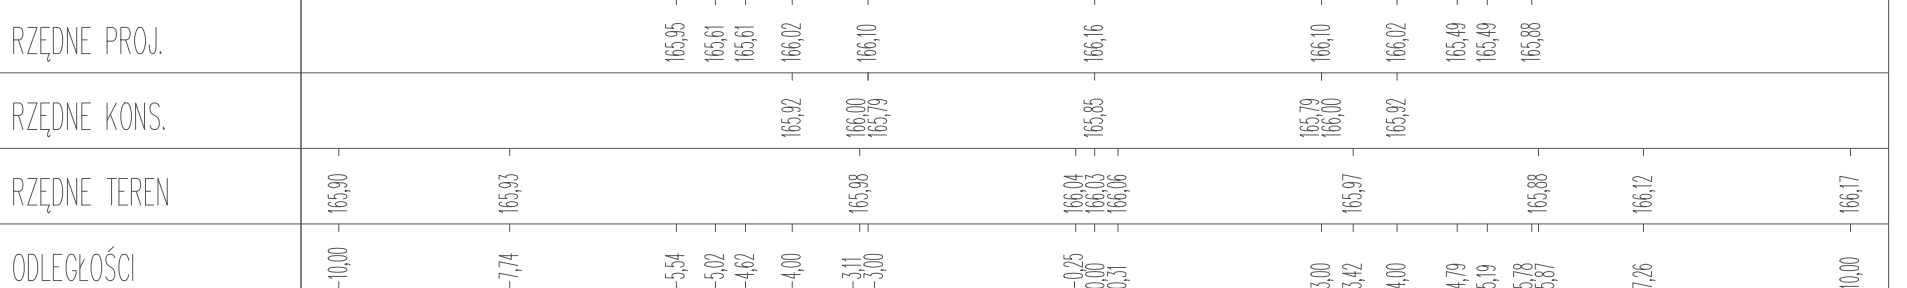 RZĘDNE PROJ. 165,95 165,61 165,61 166,02 166,10 166,16 166,10 166,02 165,49 165,49 165,88
RZĘDNE KONS. 165,92 166,00 165,79 165,85 165,79 166,00 165,92
RZĘDNE TEREN 165,90 165,93 165,98 166,04 166,03 166,06 165,97 165,88 166,12 166,17
ODLEGŁOŚCI -10,00 -7,74 -5,54 -5,02 -4,62 -4,00 -3,11 -3,00 -0,25 0,00 0,31 3,00 3,42 4,00 4,79 5,19 5,78 5,87 7,26 10,00